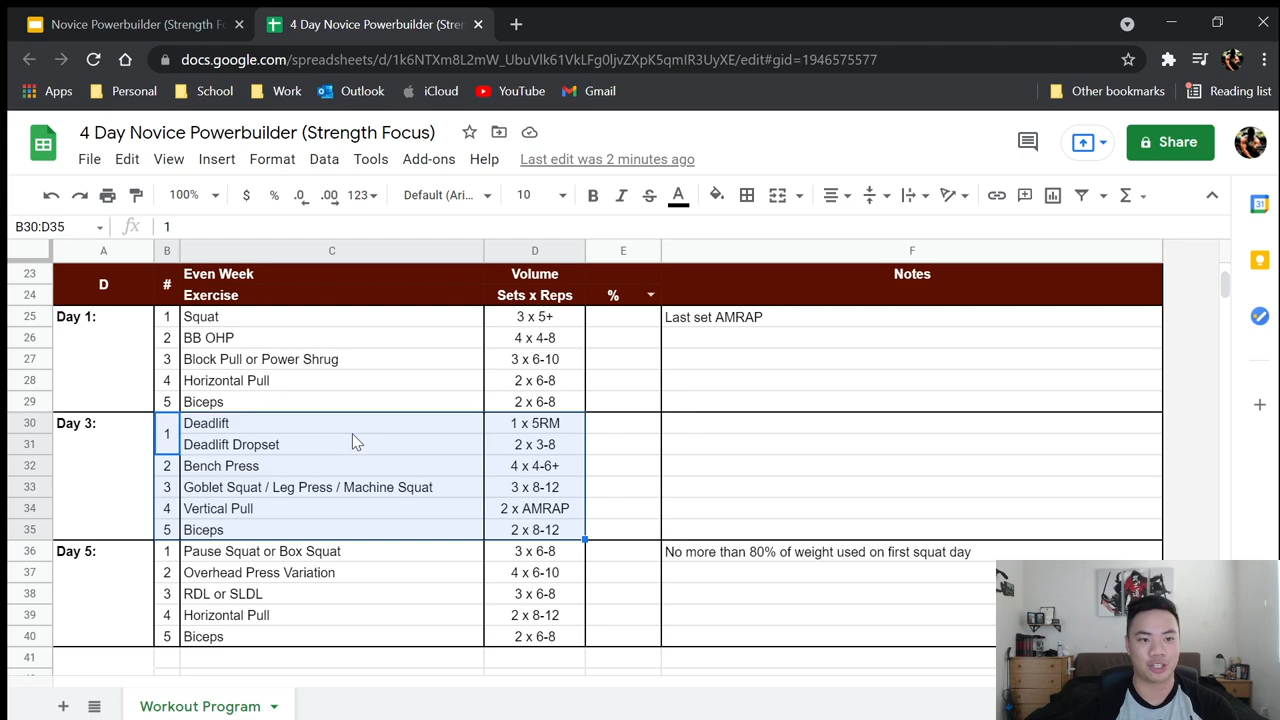 Novice Powerbuilder (Strength F
4 Day Novice Powerbuilder (Stren
docs.google.com/spreadsheets/d/1k6NTXm8L2mW_UbuVlk61VkLFg0ljvZXpK5qmIR3UyXE/edit#gid=1946575577
Apps Personal School Work Outlook iCloud YouTube Gmail Other bookmarks Reading list
4 Day Novice Powerbuilder (Strength Focus)
Share
File Edit View Insert Format Data Tools Add-ons Help Last edit was 2 minutes ago
100% $ % .0 .00 123 Default (Ari... 10 B I S A Σ
31
B30:D35 fx 1
A B C D E F
23 Even Week Volume Notes
D #
24 Exercise Sets x Reps %
25 Day 1: 1 Squat 3 x 5+ Last set AMRAP
26 2 BB OHP 4 x 4-8
27 3 Block Pull or Power Shrug 3 x 6-10
28 4 Horizontal Pull 2 x 6-8
29 5 Biceps 2 x 6-8
30 Day 3: 1 Deadlift 1 x 5RM
31 Deadlift Dropset 2 x 3-8
32 2 Bench Press 4 x 4-6+
33 3 Goblet Squat / Leg Press / Machine Squat 3 x 8-12
34 4 Vertical Pull 2 x AMRAP
35 5 Biceps 2 x 8-12
36 Day 5: 1 Pause Squat or Box Squat 3 x 6-8 No more than 80% of weight used on first squat day
37 2 Overhead Press Variation 4 x 6-10
38 3 RDL or SLDL 3 x 6-8
39 4 Horizontal Pull 2 x 8-12
40 5 Biceps 2 x 6-8
41
Workout Program